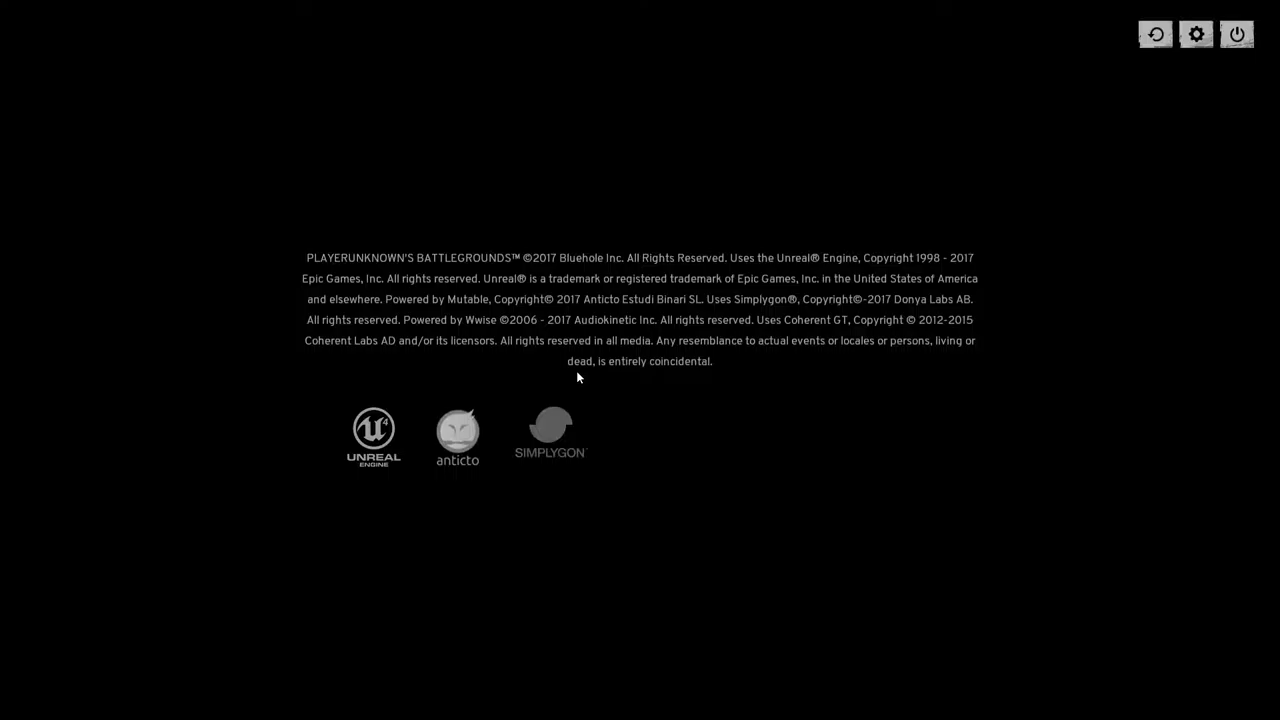 PLAYERUNKNOWN'S BATTLEGROUNDS™ ©2017 Bluehole Inc. All Rights Reserved. Uses the Unreal® Engine, Copyright 1998 - 2017
Epic Games, Inc. All rights reserved. Unreal® is a trademark or registered trademark of Epic Games, Inc. in the United States of America
and elsewhere. Powered by Mutable, Copyright© 2017 Anticto Estudi Binari SL. Uses Simplygon®, Copyright©-2017 Donya Labs AB.
All rights reserved. Powered by Wwise ©2006 - 2017 Audiokinetic Inc. All rights reserved. Uses Coherent GT, Copyright © 2012-2015
Coherent Labs AD and/or its licensors. All rights reserved in all media. Any resemblance to actual events or locales or persons, living or
dead, is entirely coincidental.
UNREAL
ENGINE
anticto
SIMPLYGON